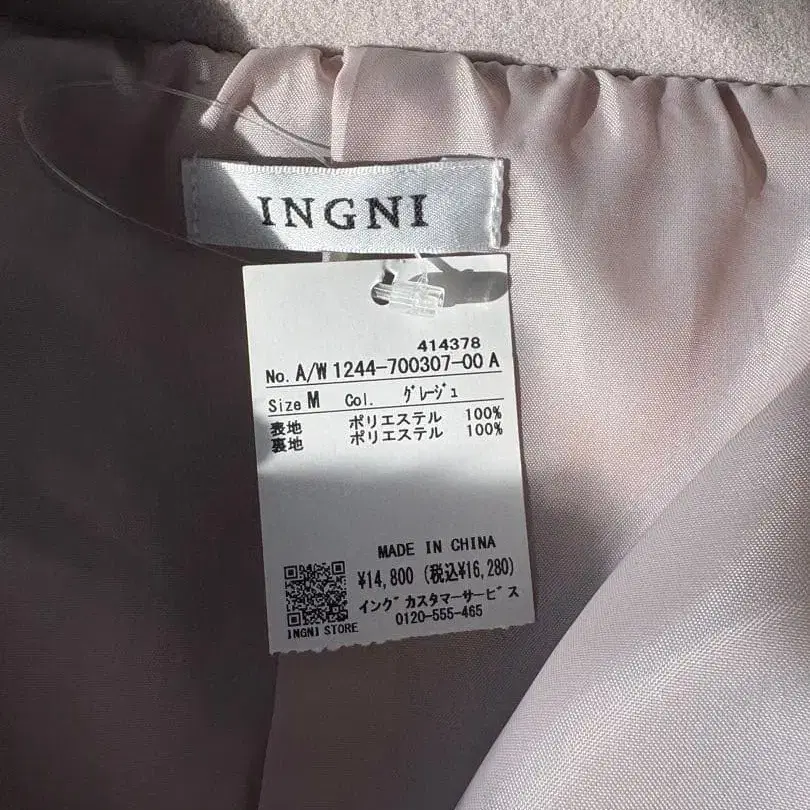 INGNI
414378
No. A/W 1244-700307-00 A
Size M Col. グレージュ
表地 ポリエステル 100%
裏地 ポリエステル 100%
MADE IN CHINA
¥14,800 (税込¥16,280)
イングカスタマーサービス
0120-555-465
INGNI STORE